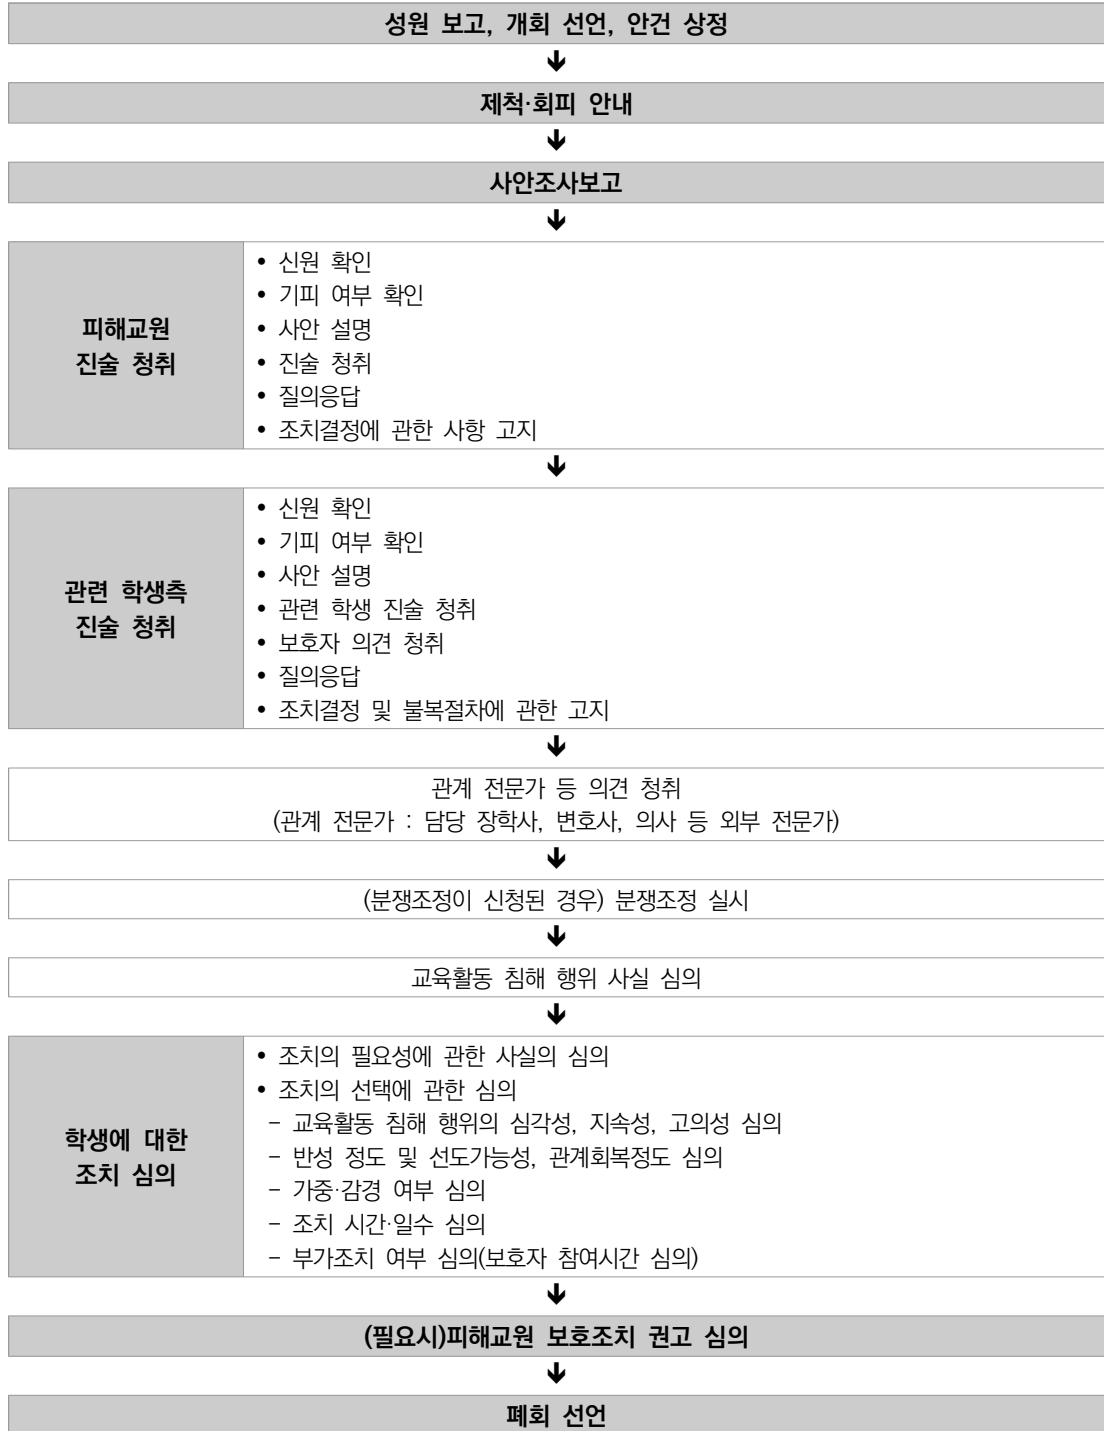 성원 보고, 개회 선언, 안건 상정
제척·회피 안내
사안조사보고
피해교원
진술 청취
• 신원 확인
• 기피 여부 확인
• 사안 설명
• 진술 청취
• 질의응답
• 조치결정에 관한 사항 고지
관련 학생측
진술 청취
• 신원 확인
• 기피 여부 확인
• 사안 설명
• 관련 학생 진술 청취
• 보호자 의견 청취
• 질의응답
• 조치결정 및 불복절차에 관한 고지
관계 전문가 등 의견 청취
(관계 전문가 : 담당 장학사, 변호사, 의사 등 외부 전문가)
(분쟁조정이 신청된 경우) 분쟁조정 실시
교육활동 침해 행위 사실 심의
학생에 대한
조치 심의
• 조치의 필요성에 관한 사실의 심의
• 조치의 선택에 관한 심의
- 교육활동 침해 행위의 심각성, 지속성, 고의성 심의
- 반성 정도 및 선도가능성, 관계회복정도 심의
- 가중·감경 여부 심의
- 조치 시간·일수 심의
- 부가조치 여부 심의(보호자 참여시간 심의)
(필요시)피해교원 보호조치 권고 심의
폐회 선언